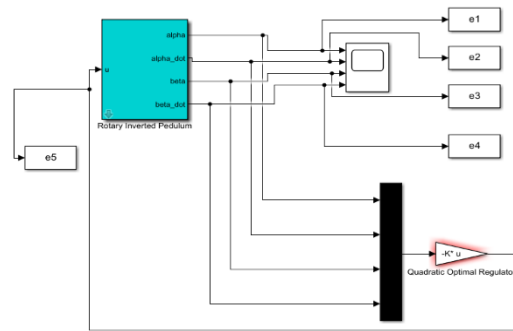 alpha
e1
u
alpha_dot
e2
beta
e3
beta_dot
Rotary Inverted Pedulum
e4
e5
-K* u
Quadratic Optimal Regulato